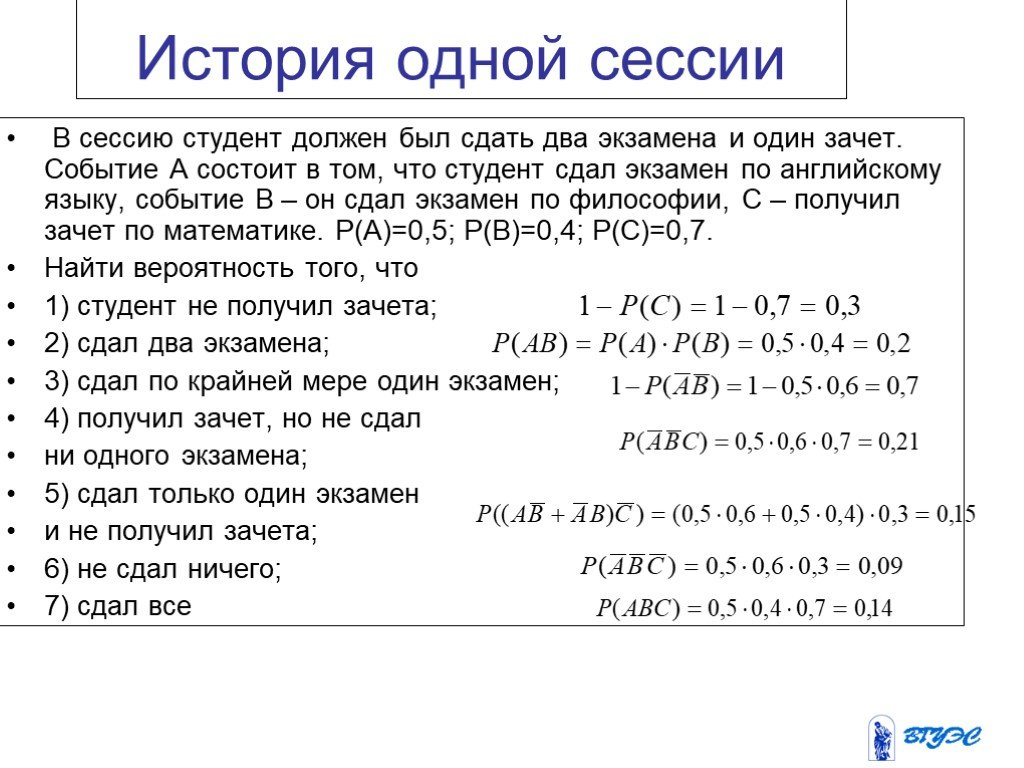 История одной сессии
• В сессию студент должен был сдать два экзамена и один зачет.
Событие А состоит в том, что студент сдал экзамен по английскому
языку, событие В – он сдал экзамен по философии, С – получил
зачет по математике. Р(А)=0,5; Р(В)=0,4; Р(С)=0,7.
• Найти вероятность того, что
• 1) студент не получил зачета; 1 – P(C) = 1 – 0,7 = 0,3
• 2) сдал два экзамена; P(AB) = P(A)·P(B) = 0,5·0,4 = 0,2
• 3) сдал по крайней мере один экзамен; 1 – P(A̅B̅) = 1 – 0,5·0,6 = 0,7
• 4) получил зачет, но не сдал
P(A̅B̅C) = 0,5·0,6·0,7 = 0,21
• ни одного экзамена;
• 5) сдал только один экзамен
P((AB̅ + A̅B)C̅) = (0,5·0,6 + 0,5·0,4)·0,3 = 0,15
• и не получил зачета;
• 6) не сдал ничего; P(A̅B̅C̅) = 0,5·0,6·0,3 = 0,09
• 7) сдал все P(ABC) = 0,5·0,4·0,7 = 0,14
ВГУЭС